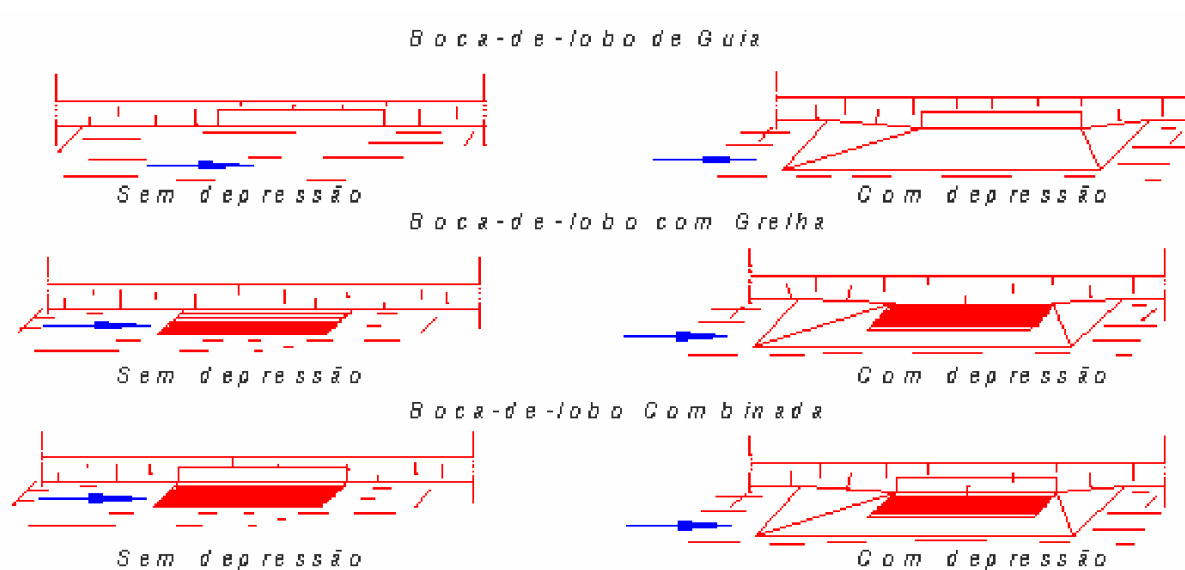 Boca-de-lobo de Guia
Sem depressão Com depressão
Boca-de-lobo com Grelha
Sem depressão Com depressão
Boca-de-lobo Combinada
Sem depressão Com depressão